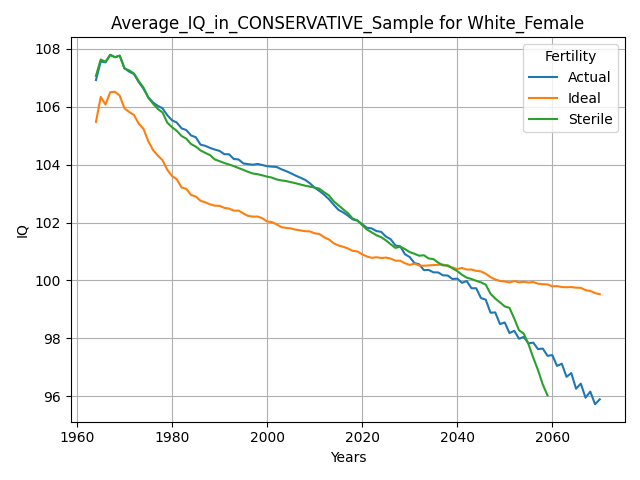 Average_IQ_in_CONSERVATIVE_Sample for White_Female
108
106
104
102
100
98
96
IQ
Fertility
Actual
Ideal
Sterile
1960
1980
2000
2020
2040
2060
Years